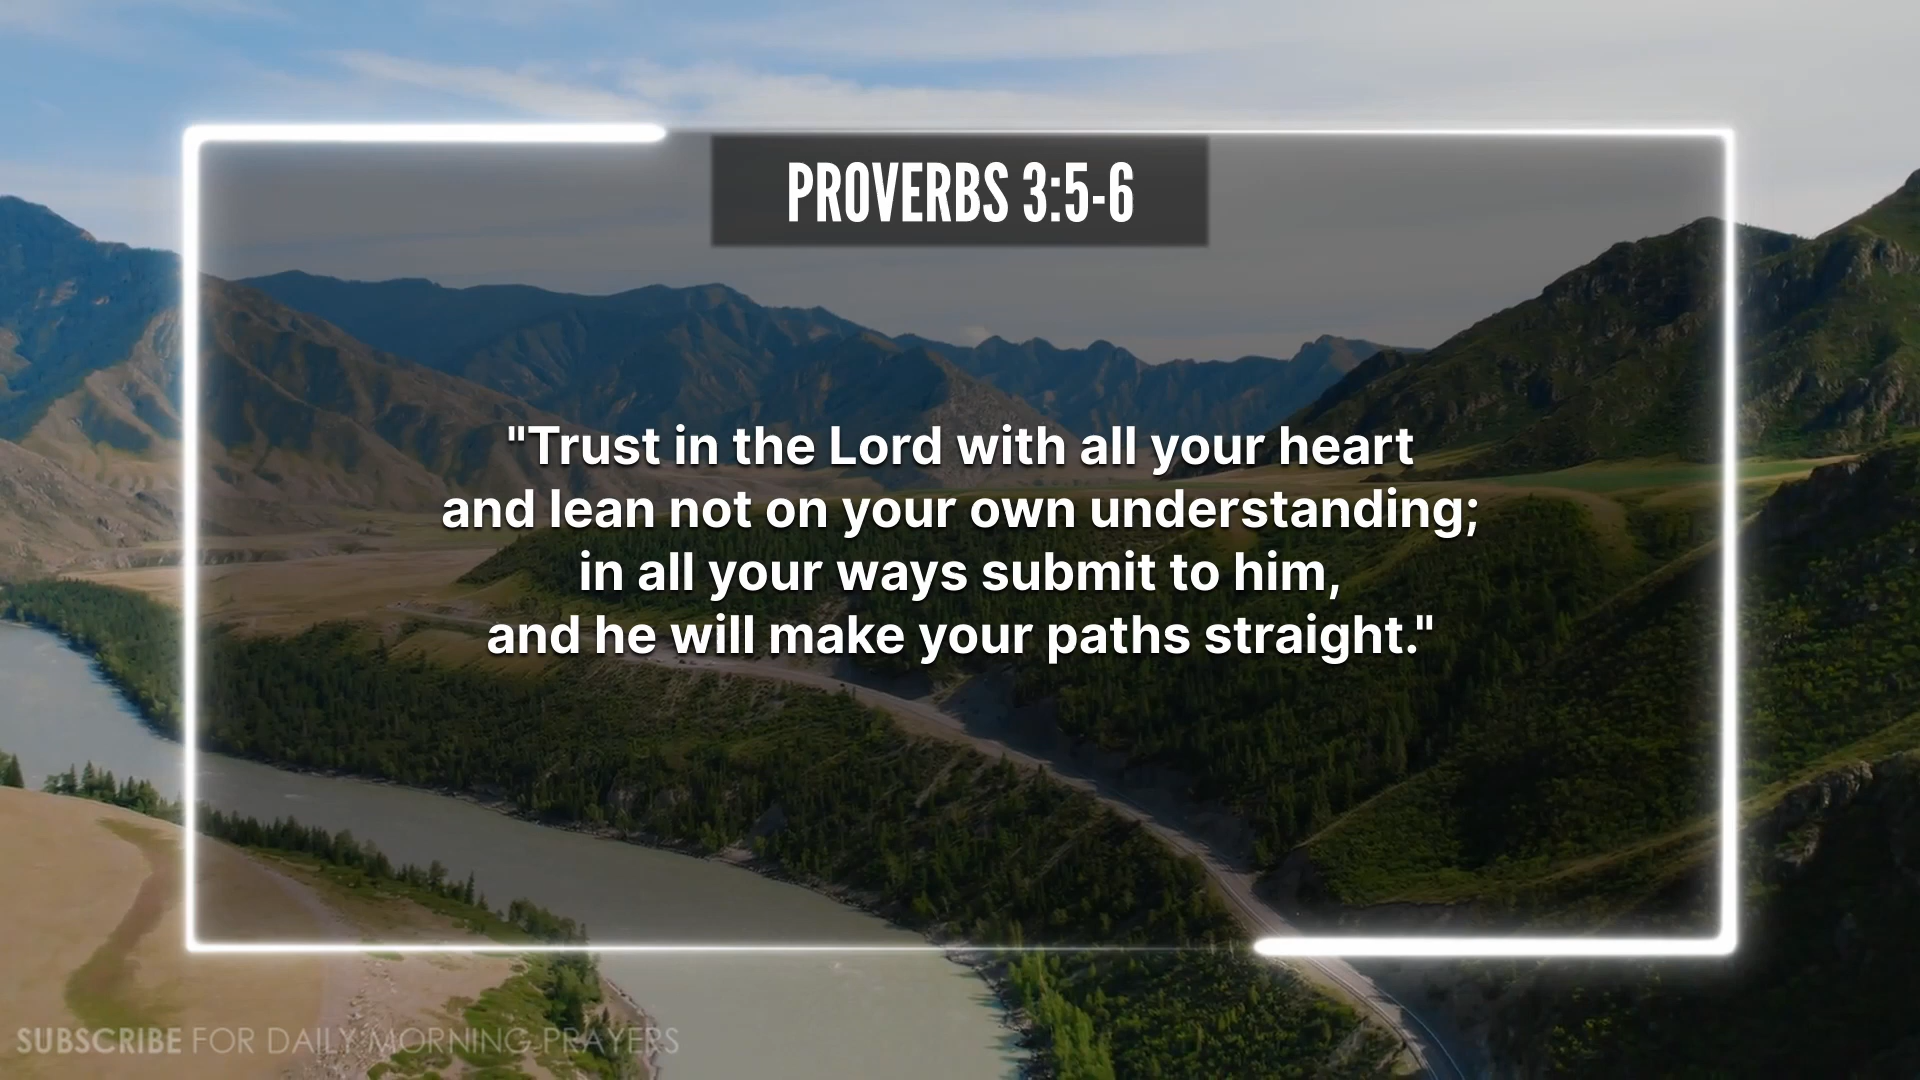 PROVERBS 3:5-6
"Trust in the Lord with all your heart
and lean not on your own understanding;
in all your ways submit to him,
and he will make your paths straight."
SUBSCRIBE FOR DAILY MORNING PRAYERS